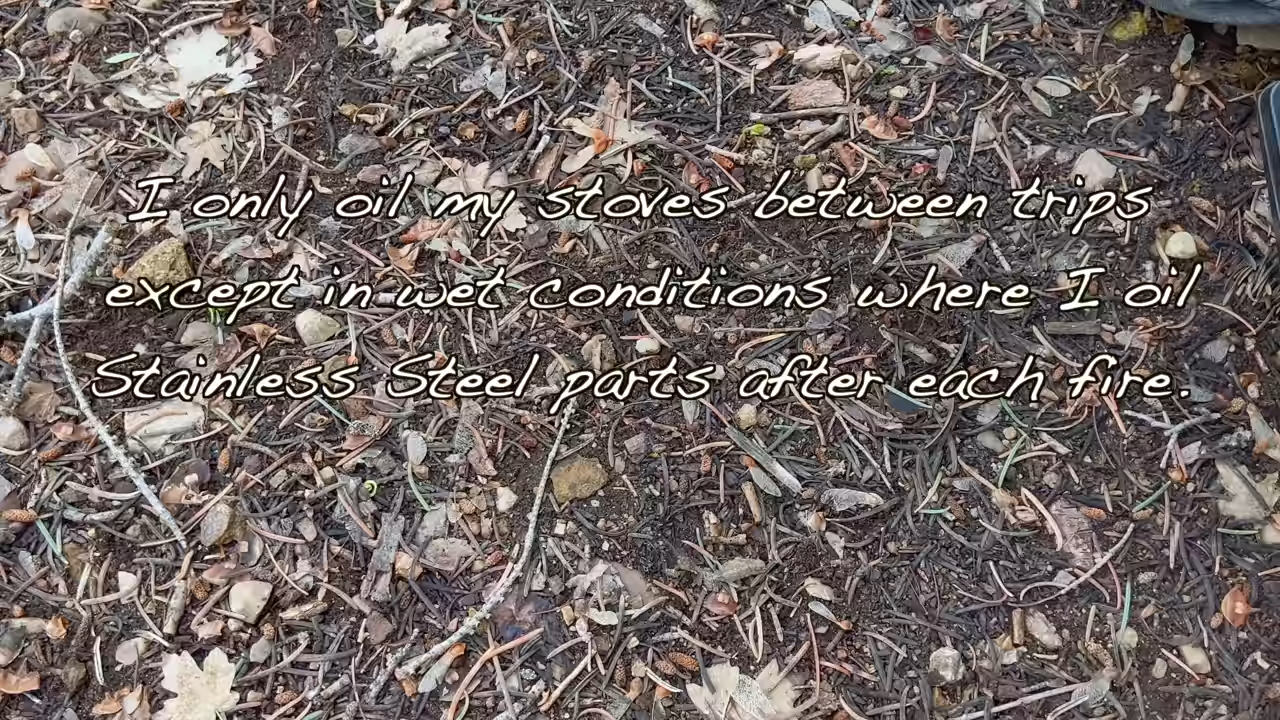 I only oil my stoves between trips
except in wet conditions where I oil
Stainless Steel parts after each fire.